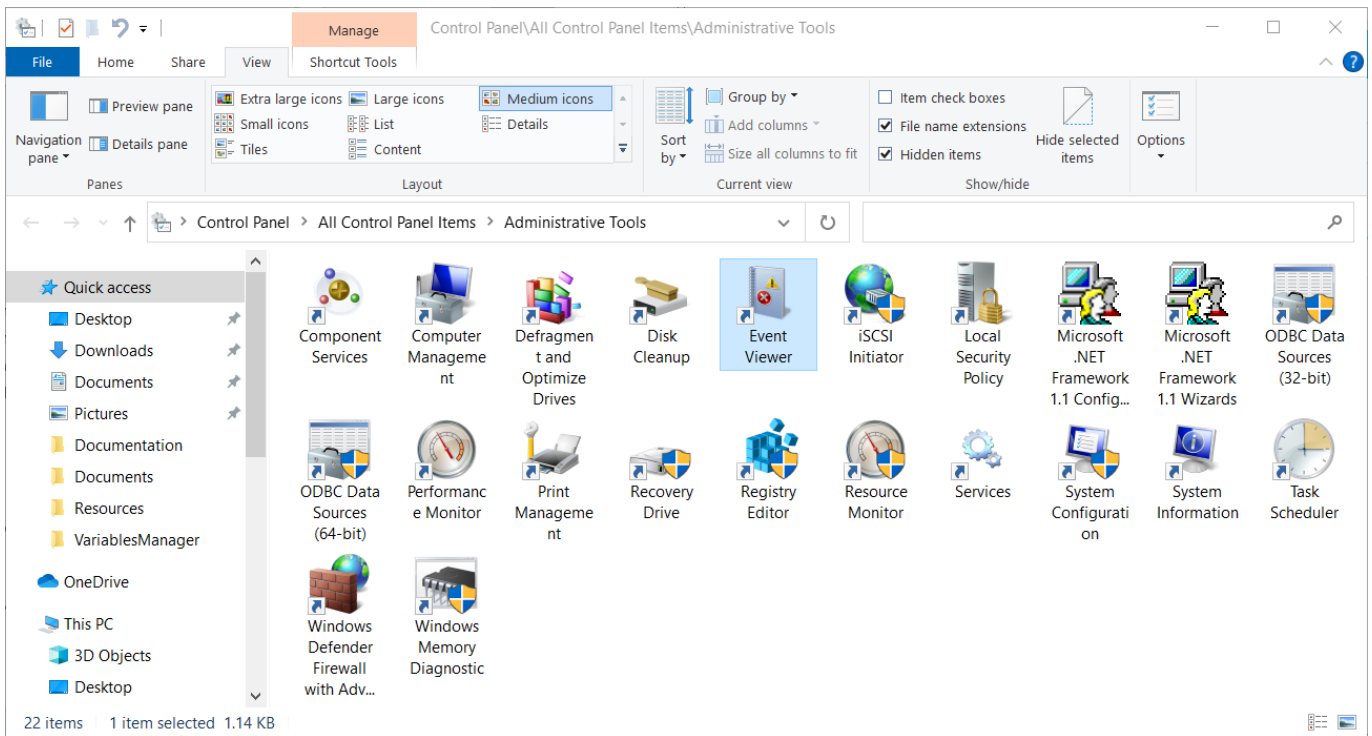 Manage Control Panel\All Control Panel Items\Administrative Tools
File Home Share View Shortcut Tools
Navigation pane
Preview pane
Details pane
Panes
Extra large icons Large icons Medium icons
Small icons List Details
Tiles Content
Layout
Sort by
Group by
Add columns
Size all columns to fit
Current view
Item check boxes
File name extensions
Hidden items
Hide selected items
Show/hide
Options
Control Panel > All Control Panel Items > Administrative Tools
Quick access
Desktop
Downloads
Documents
Pictures
Documentation
Documents
Resources
VariablesManager
OneDrive
This PC
3D Objects
Desktop
Component
Services
Computer
Manageme
nt
Defragmen
t and
Optimize
Drives
Disk
Cleanup
Event
Viewer
iSCSI
Initiator
Local
Security
Policy
Microsoft
.NET
Framework
1.1 Config...
Microsoft
.NET
Framework
1.1 Wizards
ODBC Data
Sources
(32-bit)
ODBC Data
Sources
(64-bit)
Performanc
e Monitor
Print
Manageme
nt
Recovery
Drive
Registry
Editor
Resource
Monitor
Services
System
Configurati
on
System
Information
Task
Scheduler
Windows
Defender
Firewall
with Adv...
Windows
Memory
Diagnostic
22 items 1 item selected 1.14 KB